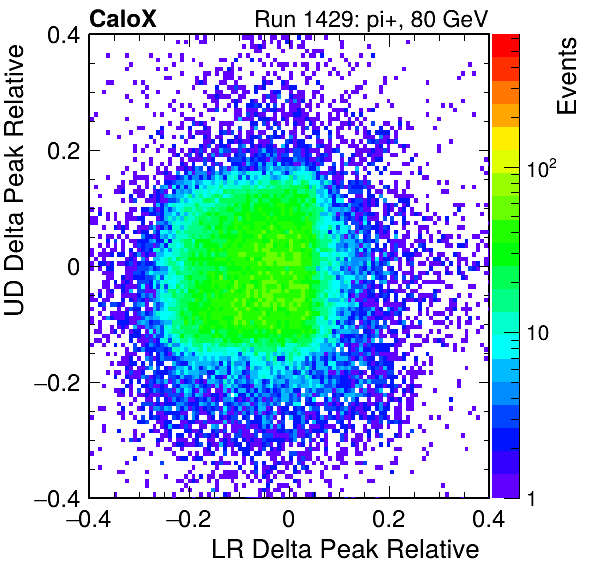 CaloX Run 1429: pi+, 80 GeV
Events
UD Delta Peak Relative
0.4
0.2
0
−0.2
−0.4
−0.4 −0.2 0 0.2 0.4
LR Delta Peak Relative
10²
10
1